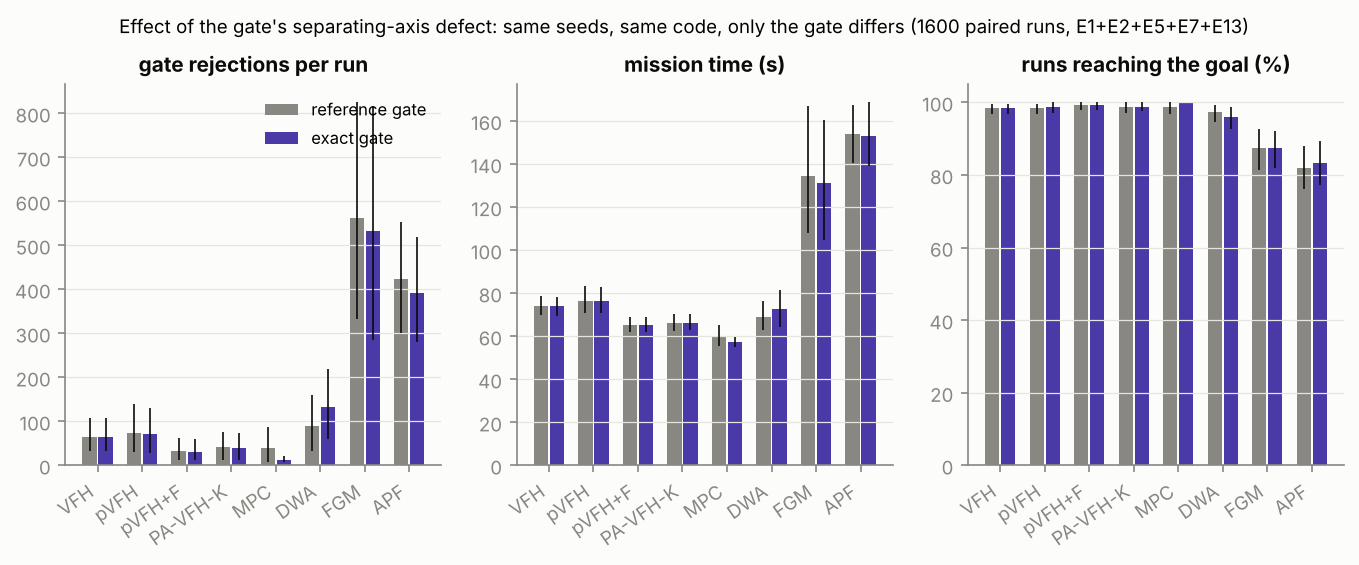 Effect of the gate's separating-axis defect: same seeds, same code, only the gate differs (1600 paired runs, E1+E2+E5+E7+E13)
gate rejections per run
reference gate
exact gate
800
700
600
500
400
300
200
100
0
VFH
pVFH
pVFH+F
PA-VFH-K
MPC
DWA
FGM
APF
mission time (s)
160
140
120
100
80
60
40
20
0
VFH
pVFH
pVFH+F
PA-VFH-K
MPC
DWA
FGM
APF
runs reaching the goal (%)
100
80
60
40
20
0
VFH
pVFH
pVFH+F
PA-VFH-K
MPC
DWA
FGM
APF